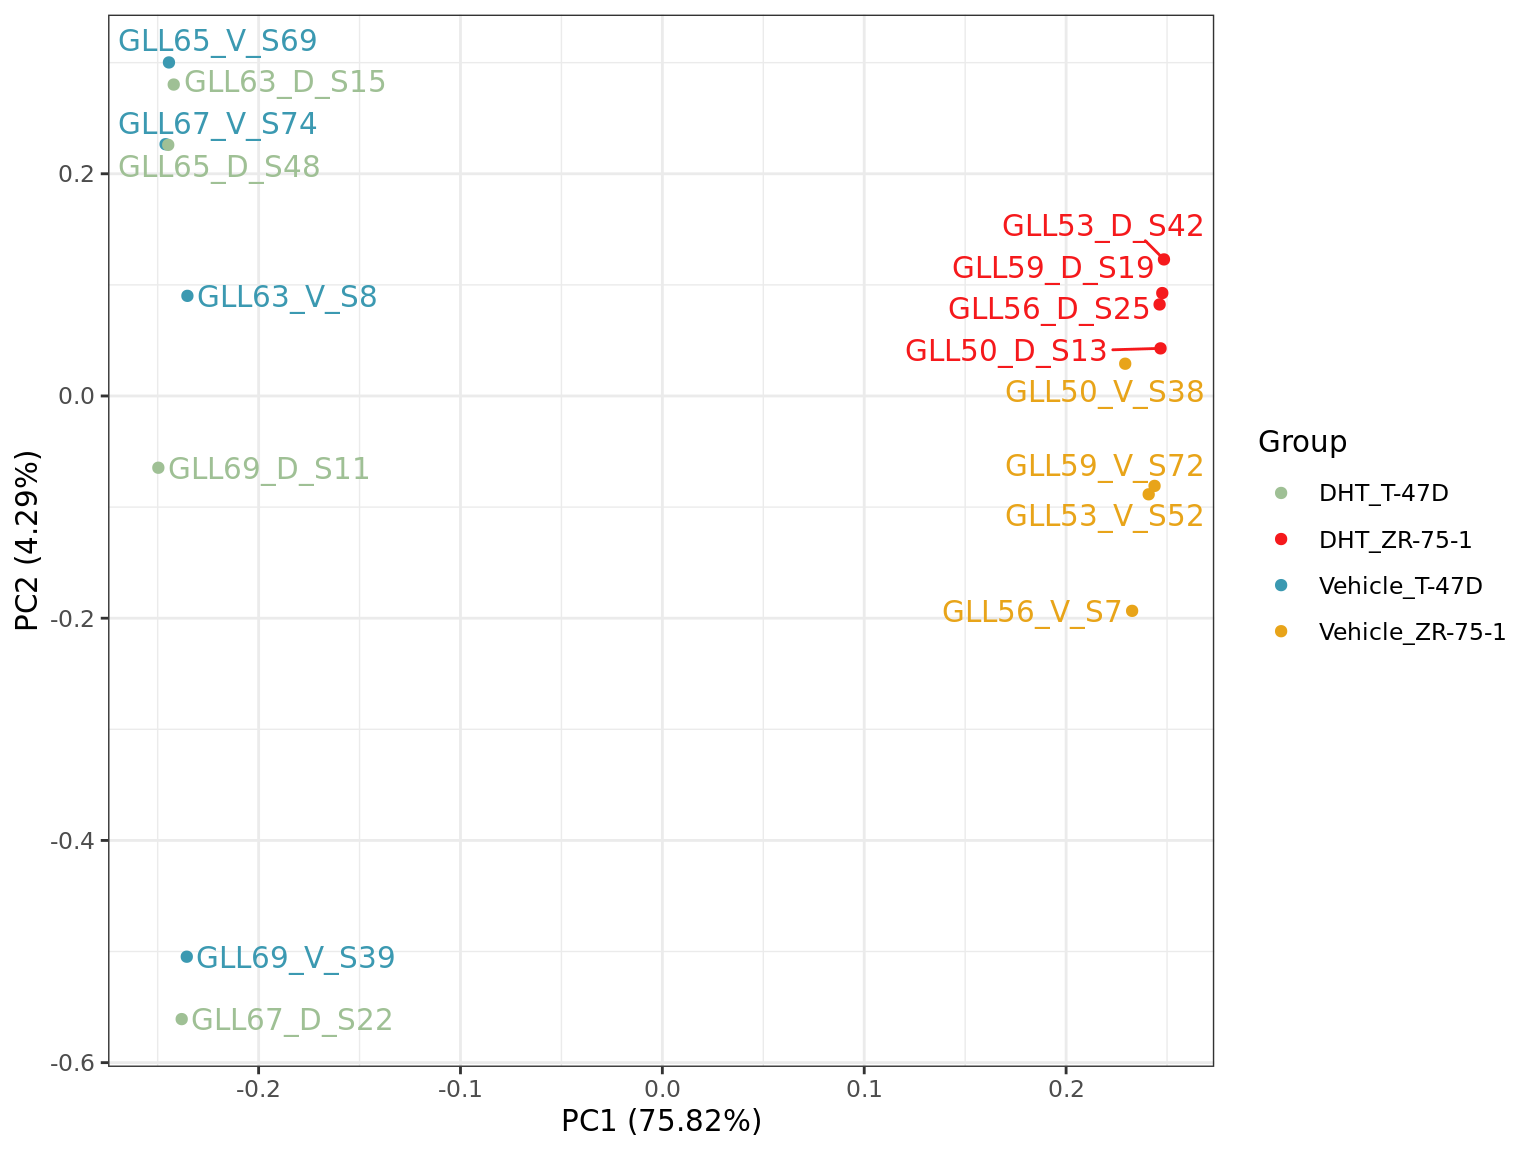 GLL65_V_S69
GLL63_D_S15
GLL67_V_S74
GLL65_D_S48
GLL53_D_S42
GLL59_D_S19
GLL63_V_S8
GLL56_D_S25
GLL50_D_S13
GLL50_V_S38
GLL69_D_S11
GLL59_V_S72
GLL53_V_S52
GLL56_V_S7
GLL69_V_S39
GLL67_D_S22
0.2
0.0
-0.2
-0.4
-0.6
PC2 (4.29%)
-0.2 -0.1 0.0 0.1 0.2
PC1 (75.82%)
Group
DHT_T-47D
DHT_ZR-75-1
Vehicle_T-47D
Vehicle_ZR-75-1